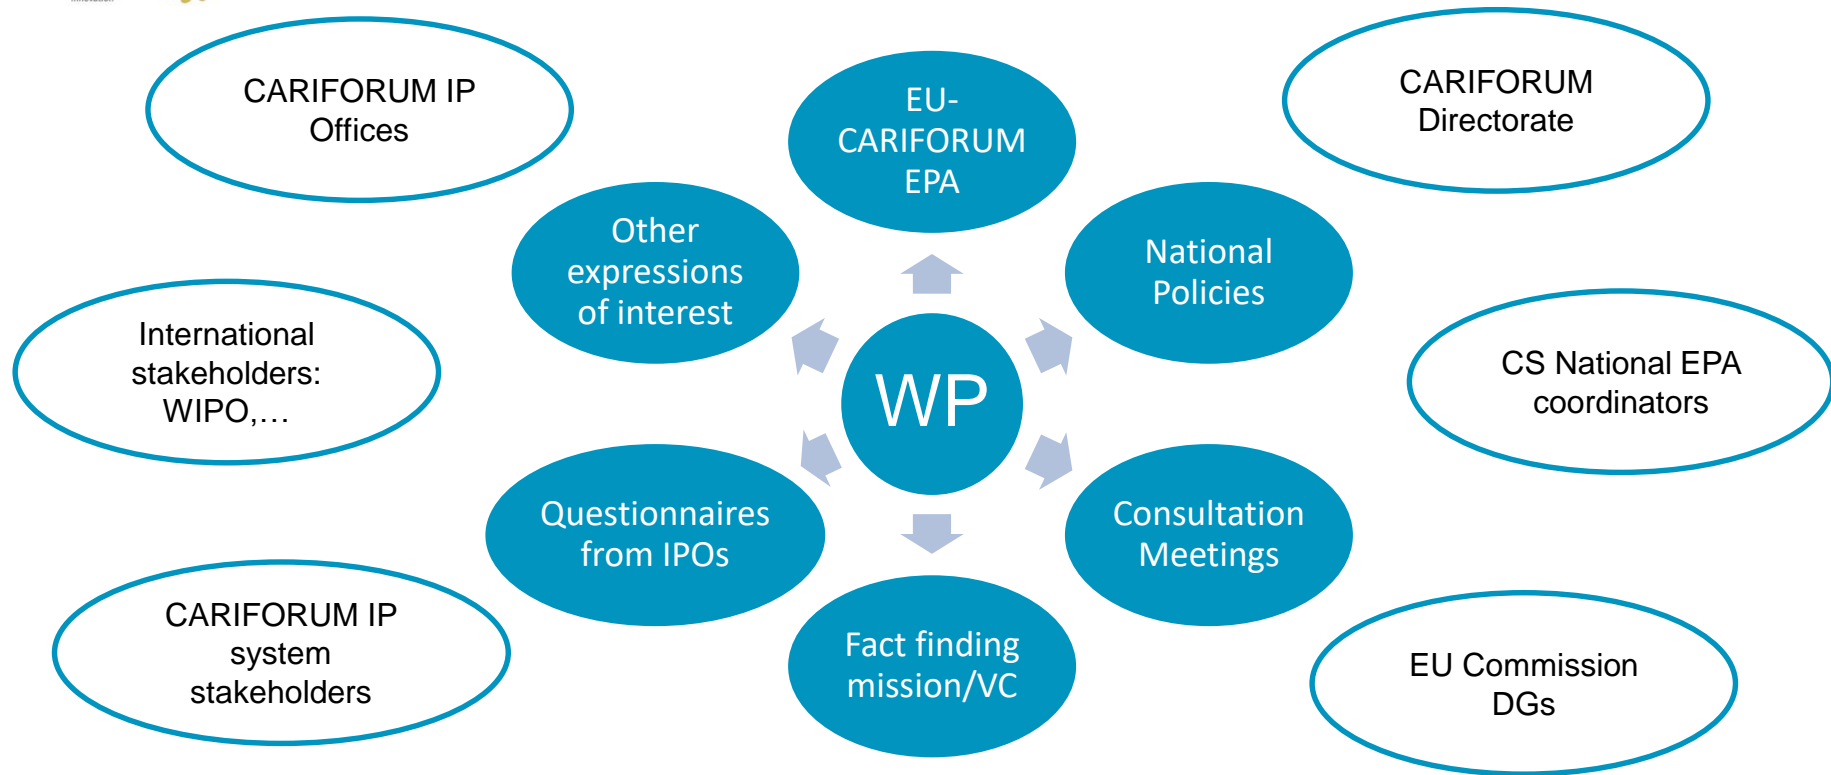 CARIFORUM IP
Offices
EU-
CARIFORUM
EPA
CARIFORUM
Directorate
Other
expressions
of interest
National
Policies
International
stakeholders:
WIPO,…
WP
CS National EPA
coordinators
Questionnaires
from IPOs
Consultation
Meetings
CARIFORUM IP
system
stakeholders
Fact finding
mission/VC
EU Commission
DGs